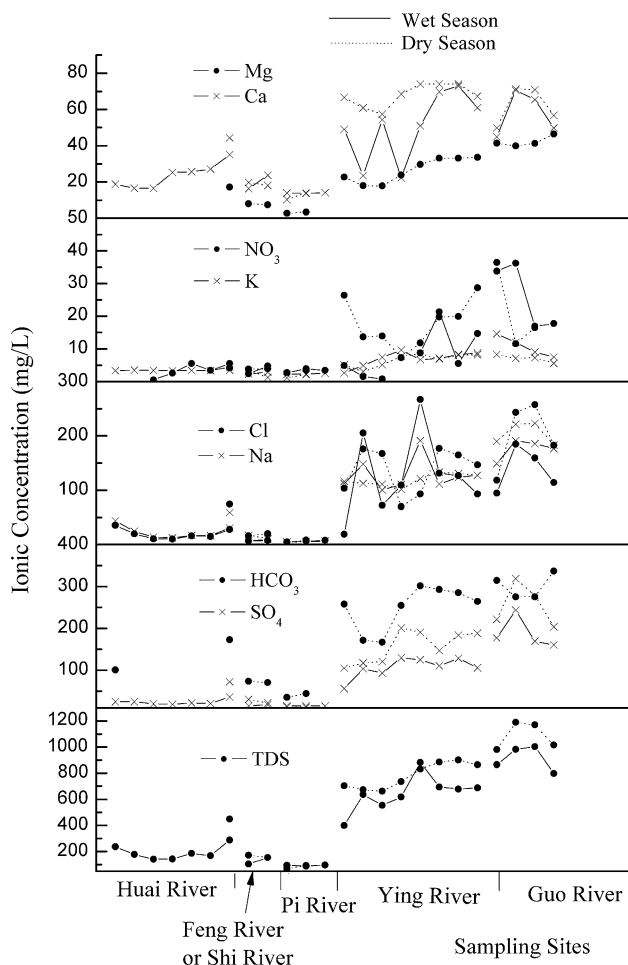 Wet Season
Dry Season
Mg
Ca
80
60
40
20
50
NO3
K
40
30
20
10
300
Cl
Na
200
100
400
HCO3
SO4
300
200
100
1200
TDS
1000
800
600
400
200
Ionic Concentration (mg/L)
Huai River
Feng River
or Shi River
Pi River
Ying River
Guo River
Sampling Sites